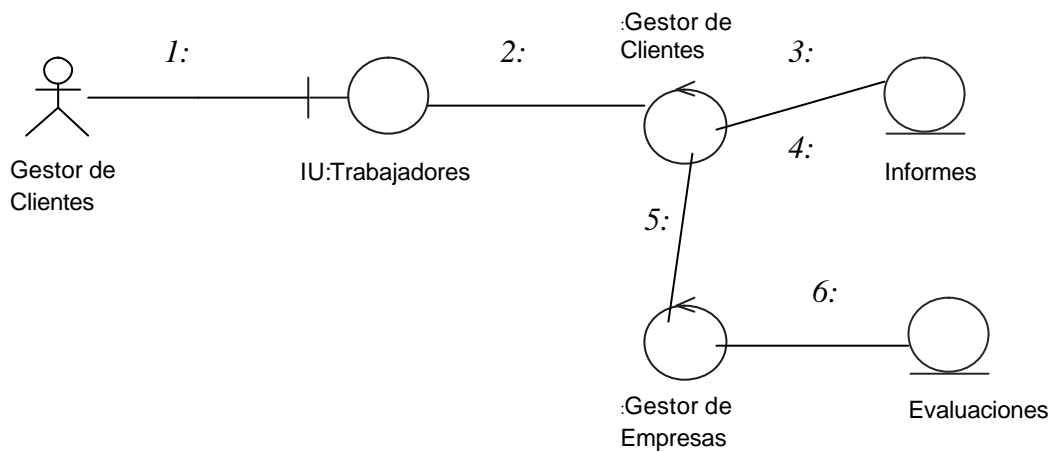 1:
2:
:Gestor de
Clientes
3:
4:
Gestor de
Clientes
IU:Trabajadores
Informes
5:
6:
:Gestor de
Empresas
Evaluaciones